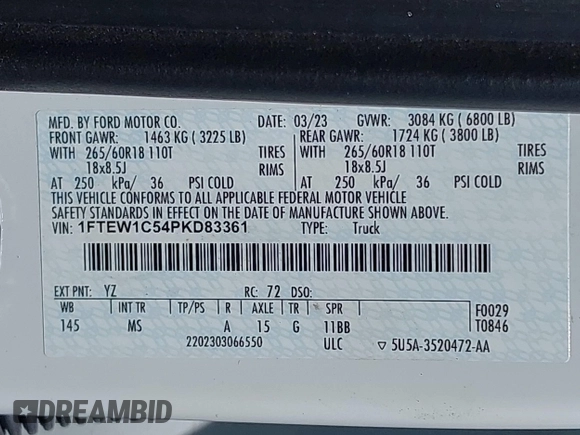 MFD. BY FORD MOTOR CO. DATE: 03/23 GVWR: 3084 KG ( 6800 LB)
FRONT GAWR: 1463 KG ( 3225 LB) REAR GAWR: 1724 KG ( 3800 LB)
WITH 265/60R18 110T TIRES WITH 265/60R18 110T TIRES
18x8.5J RIMS 18x8.5J RIMS
AT 250 kPa/ 36 PSI COLD AT 250 kPa/ 36 PSI COLD
THIS VEHICLE CONFORMS TO ALL APPLICABLE FEDERAL MOTOR VEHICLE
SAFETY STANDARDS IN EFFECT ON THE DATE OF MANUFACTURE SHOWN ABOVE.
VIN: 1FTEW1C54PKD83361 TYPE: Truck
EXT PNT: YZ RC: 72 DSO:
WB INT TR TP/PS R AXLE TR SPR F0029
145 MS A 15 G 11BB T0846
2202303066550 ULC ▽ 5U5A-3520472-AA
DREAMBID